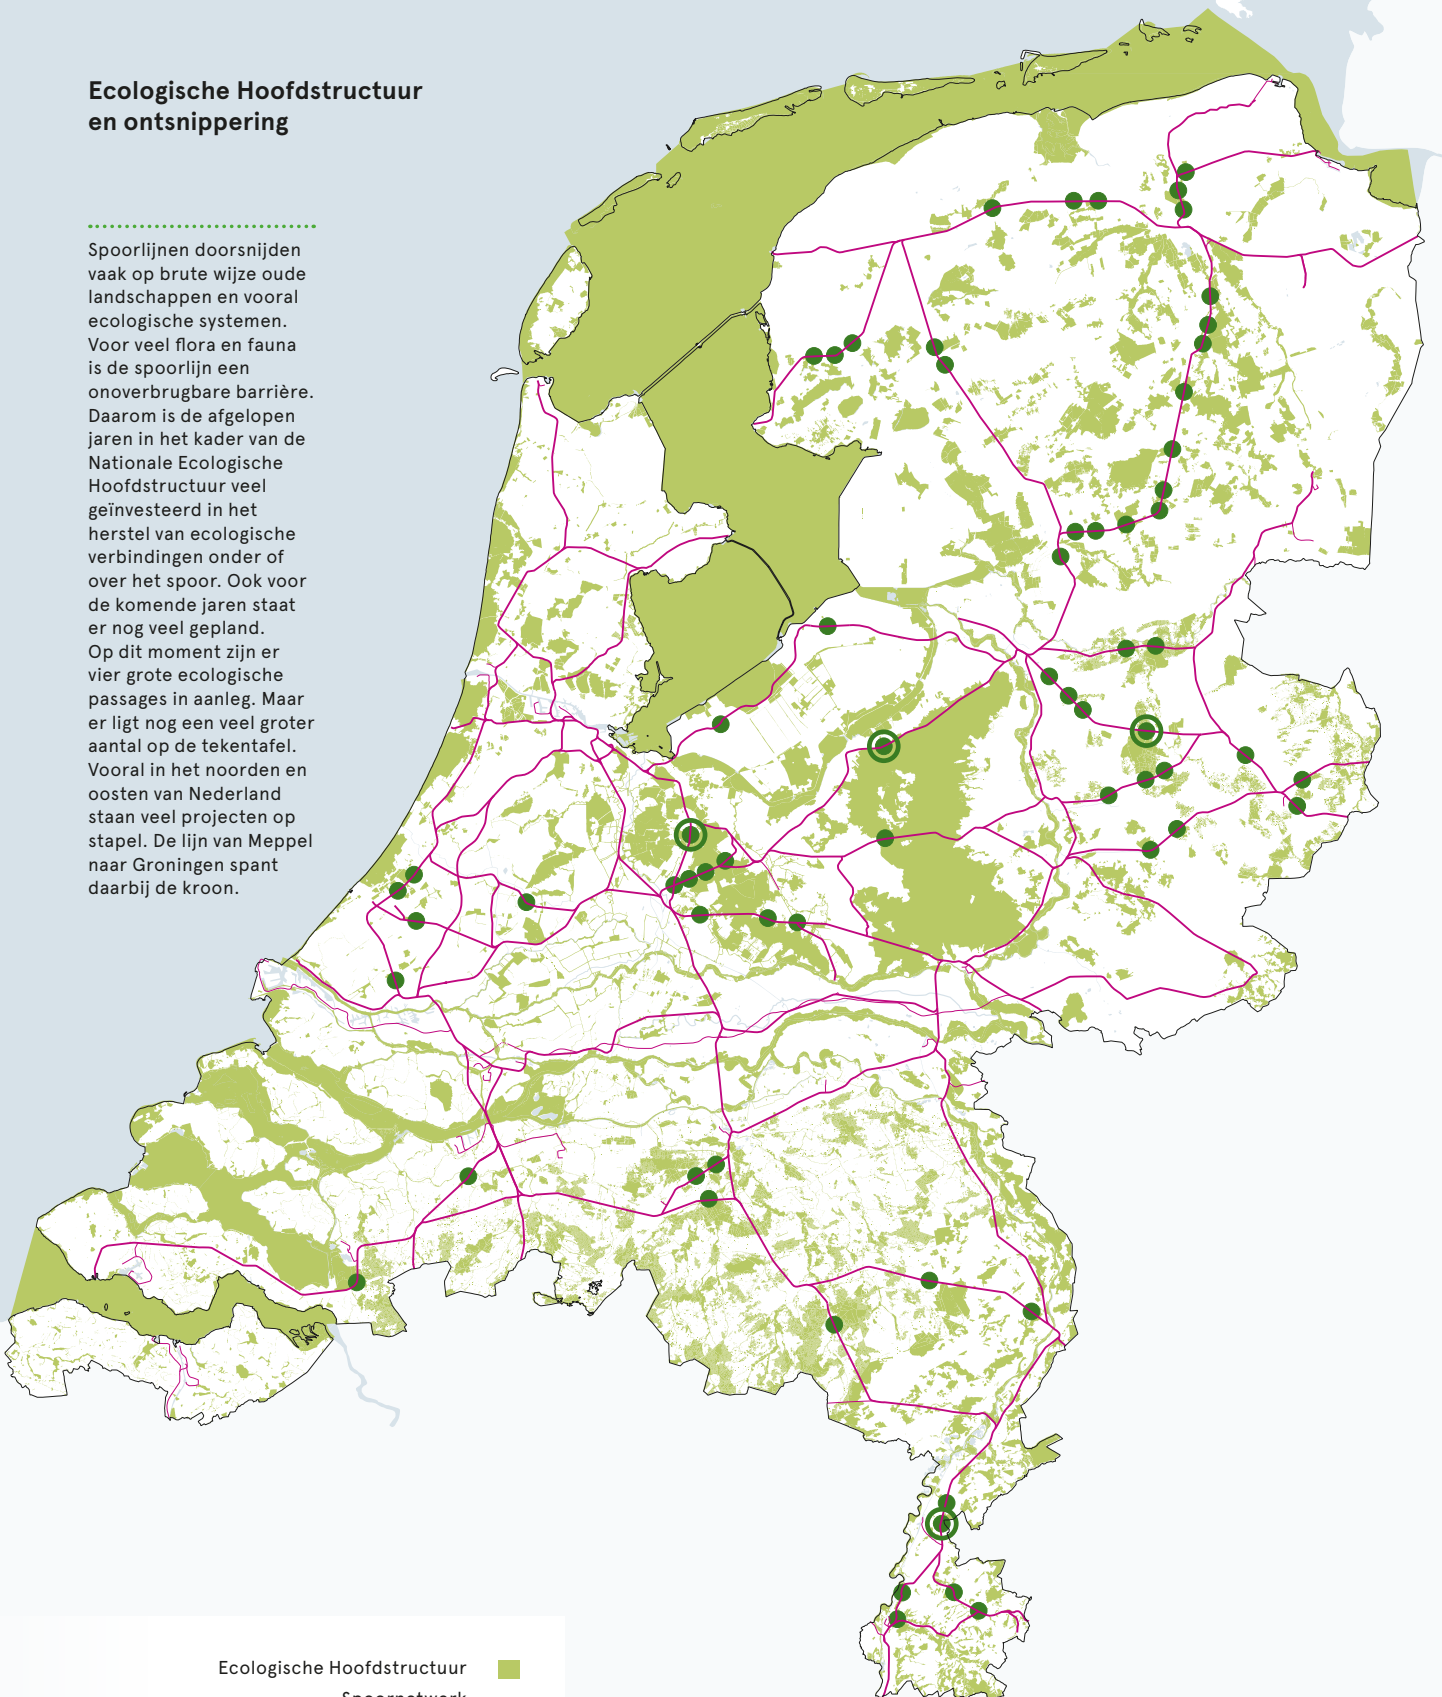 Ecologische Hoofdstructuur
en ontsnippering
Spoorlijnen doorsnijden
vaak op brute wijze oude
landschappen en vooral
ecologische systemen.
Voor veel flora en fauna
is de spoorlijn een
onoverbrugbare barrière.
Daarom is de afgelopen
jaren in het kader van de
Nationale Ecologische
Hoofdstructuur veel
geïnvesteerd in het
herstel van ecologische
verbindingen onder of
over het spoor. Ook voor
de komende jaren staat
er nog veel gepland.
Op dit moment zijn er
vier grote ecologische
passages in aanleg. Maar
er ligt nog een veel groter
aantal op de tekentafel.
Vooral in het noorden en
oosten van Nederland
staan veel projecten op
stapel. De lijn van Meppel
naar Groningen spant
daarbij de kroon.
Ecologische Hoofdstructuur
Spoornetwerk